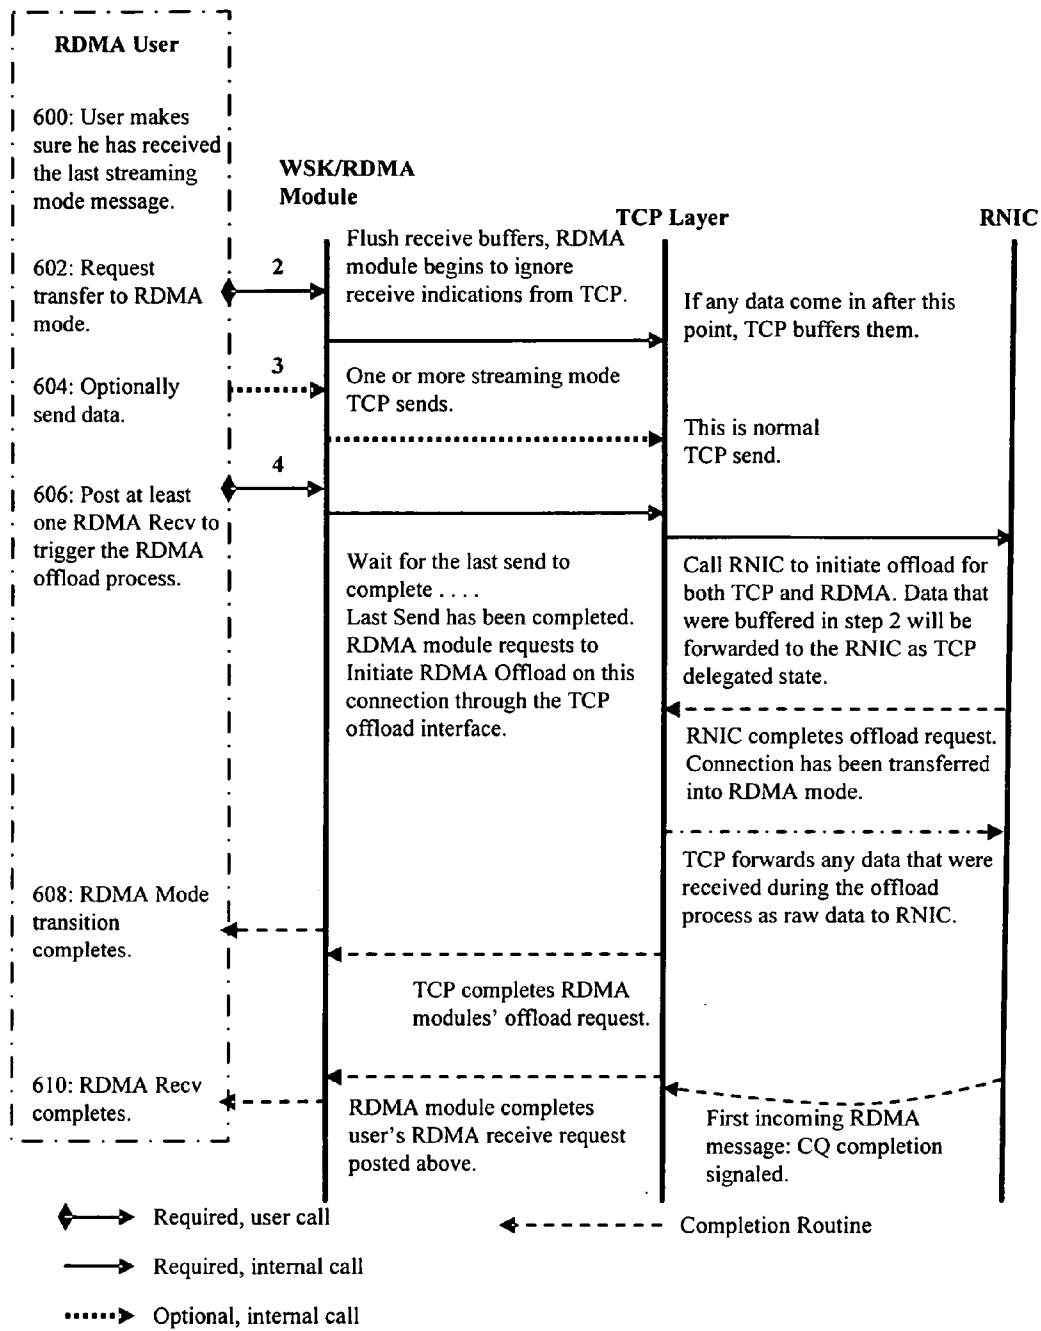 RDMA User
600: User makes
sure he has received
the last streaming
mode message.
WSK/RDMA
Module
TCP Layer
RNIC
602: Request
transfer to RDMA
mode.
2
Flush receive buffers, RDMA
module begins to ignore
receive indications from TCP.
If any data come in after this
point, TCP buffers them.
604: Optionally
send data.
3
One or more streaming mode
TCP sends.
This is normal
TCP send.
606: Post at least
one RDMA Recv to
trigger the RDMA
offload process.
4
Wait for the last send to
complete . . . .
Last Send has been completed.
RDMA module requests to
Initiate RDMA Offload on this
connection through the TCP
offload interface.
Call RNIC to initiate offload for
both TCP and RDMA. Data that
were buffered in step 2 will be
forwarded to the RNIC as TCP
delegated state.
RNIC completes offload request.
Connection has been transferred
into RDMA mode.
TCP forwards any data that were
received during the offload
process as raw data to RNIC.
608: RDMA Mode
transition
completes.
TCP completes RDMA
modules’ offload request.
610: RDMA Recv
completes.
RDMA module completes
user’s RDMA receive request
posted above.
First incoming RDMA
message: CQ completion
signaled.
Required, user call
Completion Routine
Required, internal call
Optional, internal call